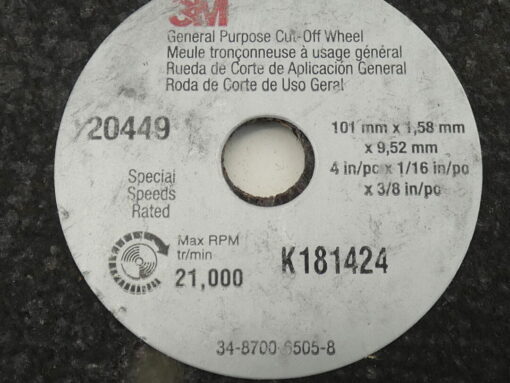 3M
General Purpose Cut-Off Wheel
Meule tronçonneuse à usage général
Rueda de Corte de Aplicación General
Roda de Corte de Uso Geral
20449
101 mm x 1,58 mm
x 9,52 mm
4 in/po x 1/16 in/po
x 3/8 in/po
Special
Speeds
Rated
Max RPM
tr/min
21,000
K181424
34-8700-6505-8